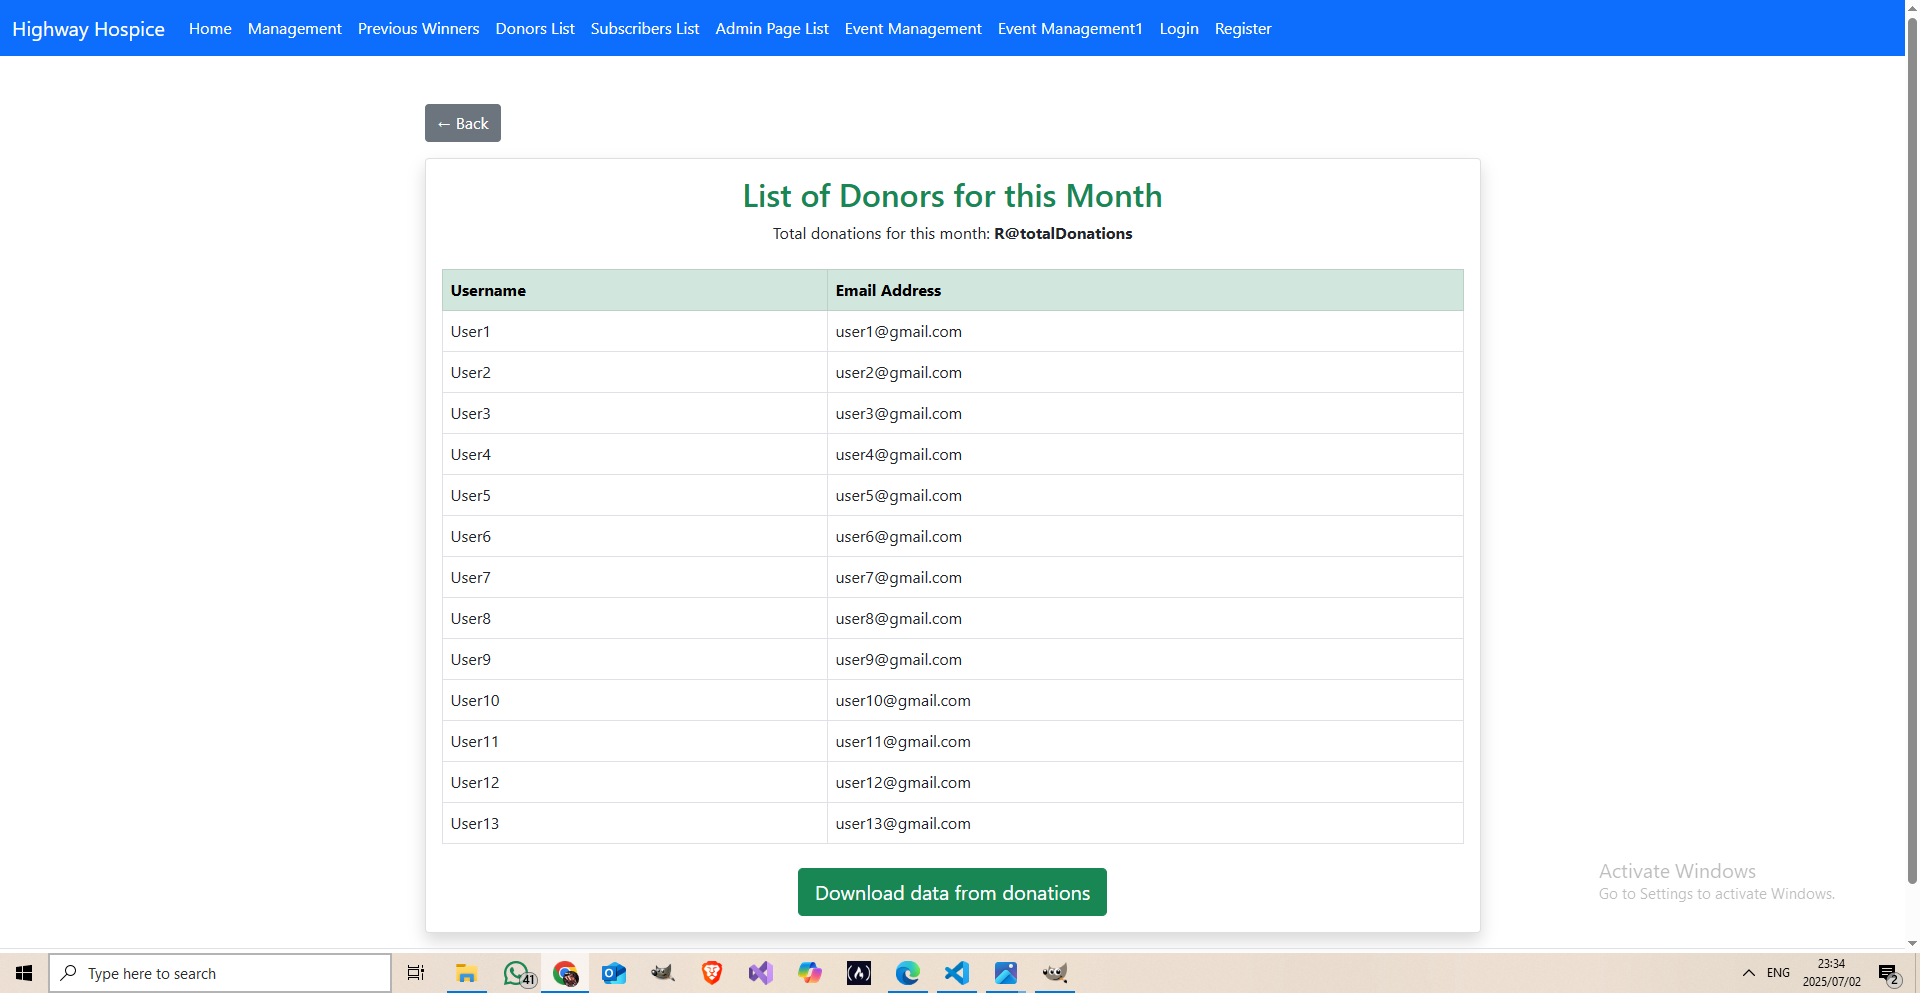 Highway Hospice Home Management Previous Winners Donors List Subscribers List Admin Page List Event Management Event Management1 Login Register
← Back
List of Donors for this Month
Total donations for this month: R@totalDonations
Username Email Address
User1 user1@gmail.com
User2 user2@gmail.com
User3 user3@gmail.com
User4 user4@gmail.com
User5 user5@gmail.com
User6 user6@gmail.com
User7 user7@gmail.com
User8 user8@gmail.com
User9 user9@gmail.com
User10 user10@gmail.com
User11 user11@gmail.com
User12 user12@gmail.com
User13 user13@gmail.com
Download data from donations
Activate Windows
Go to Settings to activate Windows.
Type here to search
41
ENG
23:34
2025/07/02
2